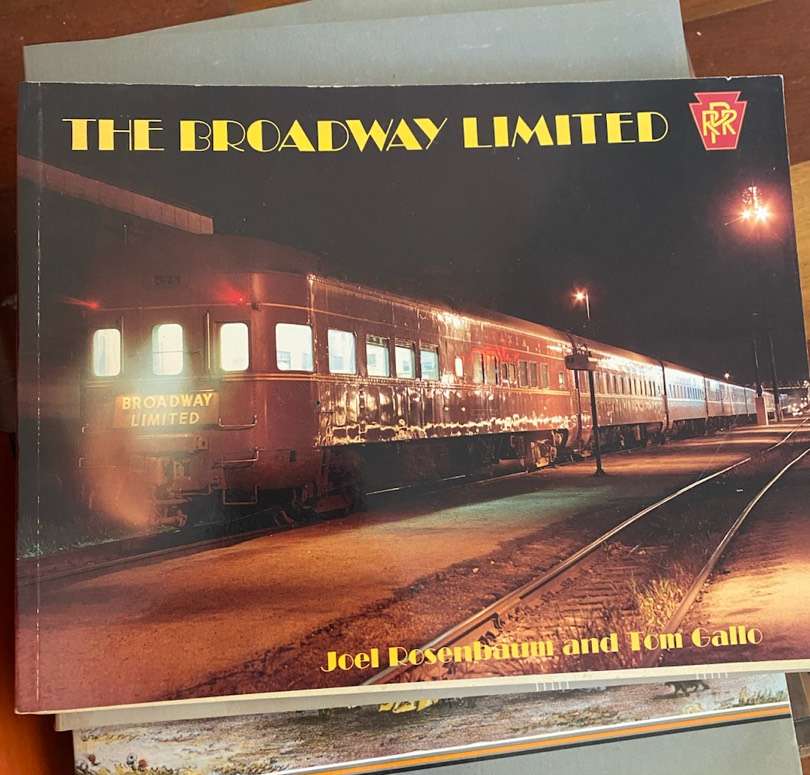 THE BROADWAY LIMITED
PRR
BROADWAY
LIMITED
Joel Rosenbaum and Tom Gallo